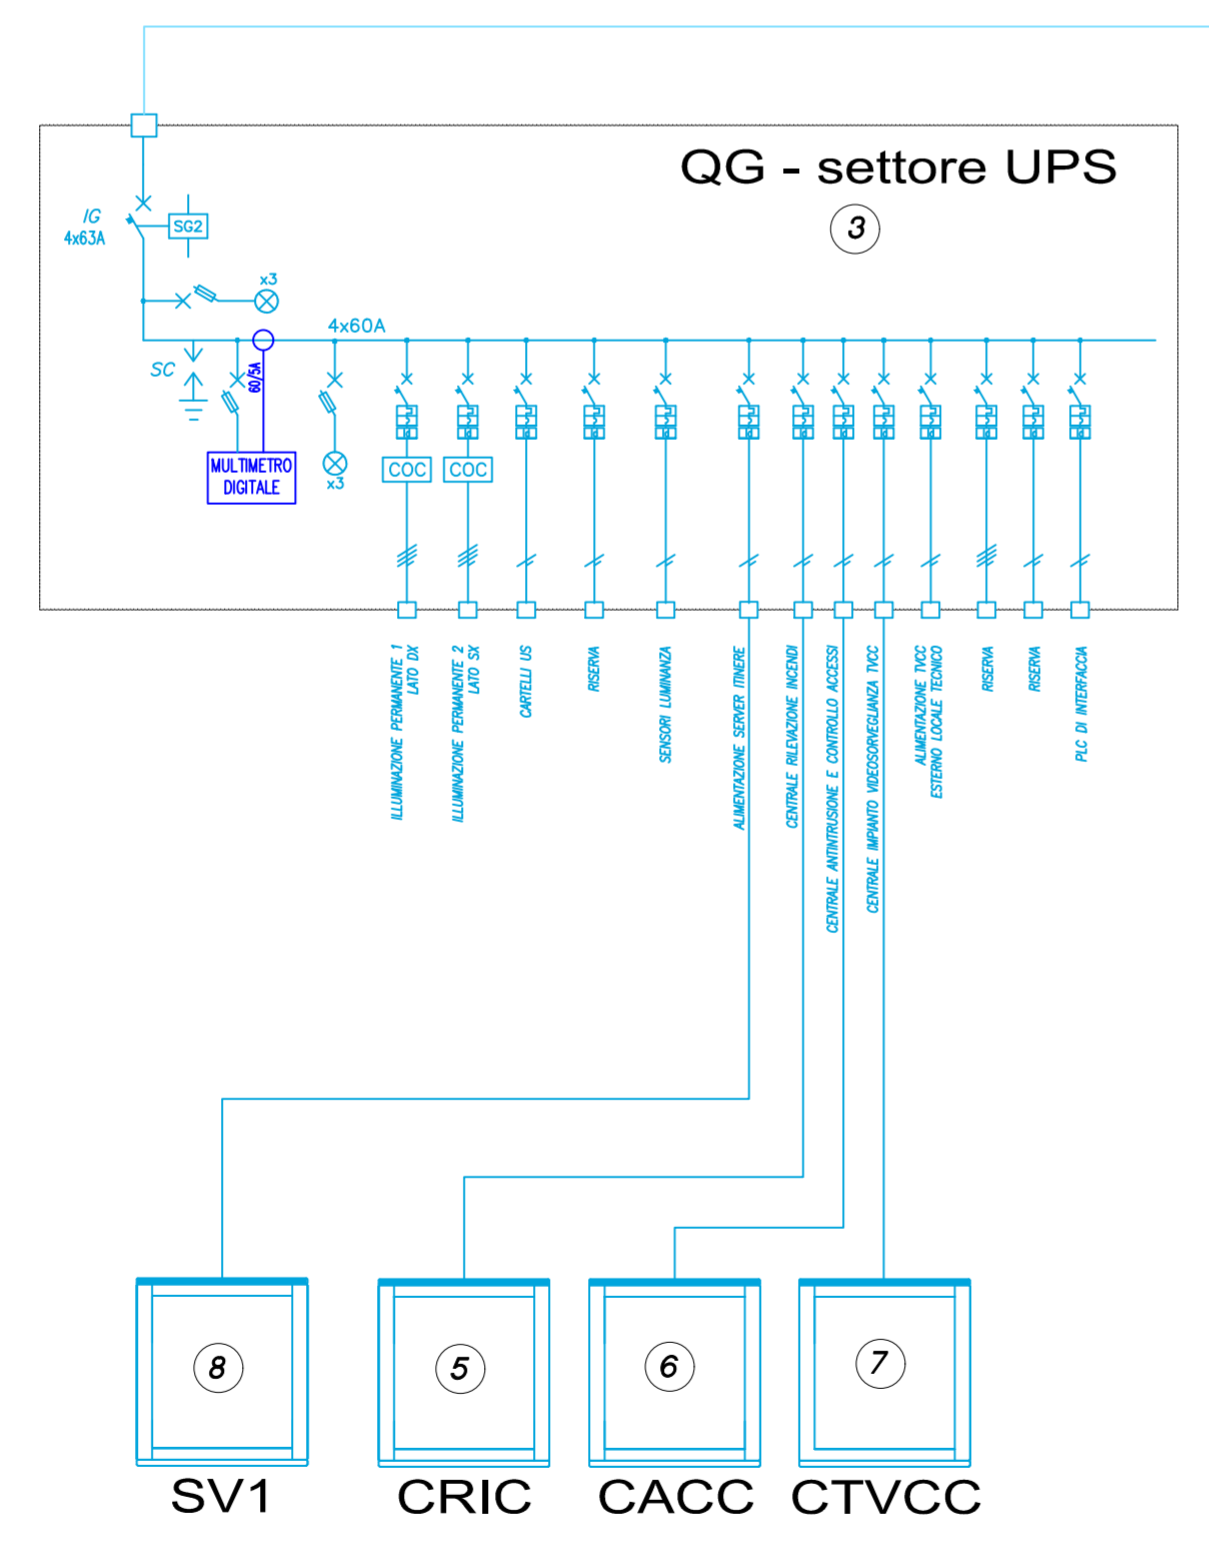 QG - settore UPS
3
IG
4x63A
SG2
x3
4x60A
SC
60/5A
MULTIMETRO
DIGITALE
x3
COC
COC
ILLUMINAZIONE PERMANENTE 1
LATO DX
ILLUMINAZIONE PERMANENTE 2
LATO SX
CARTELLI US
RISERVA
SENSORI LUMINANZA
ALIMENTAZIONE SERVER ITINERE
CENTRALE RILEVAZIONE INCENDI
CENTRALE ANTINTRUSIONE E CONTROLLO ACCESSI
CENTRALE IMPIANTO VIDEOSORVEGLIANZA TVCC
ALIMENTAZIONE TVCC
ESTERNO LOCALE TECNICO
RISERVA
RISERVA
PLC DI INTERFACCIA
8
5
6
7
SV1
CRIC
CACC
CTVCC